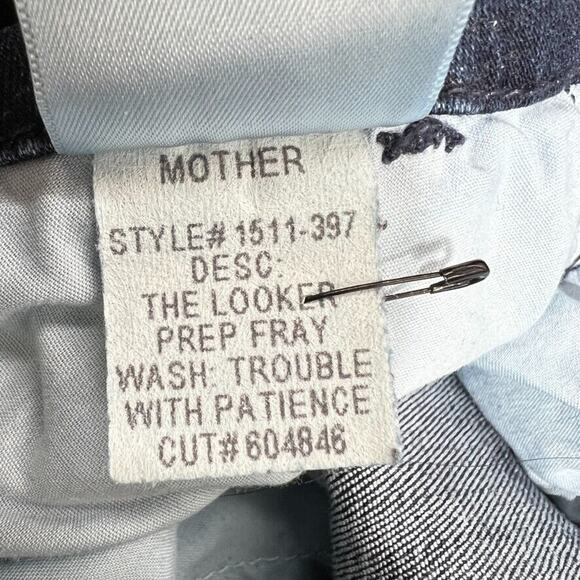 MOTHER
STYLE# 1511-397
DESC:
THE LOOKER
PREP FRAY
WASH: TROUBLE
WITH PATIENCE
CUT# 604846